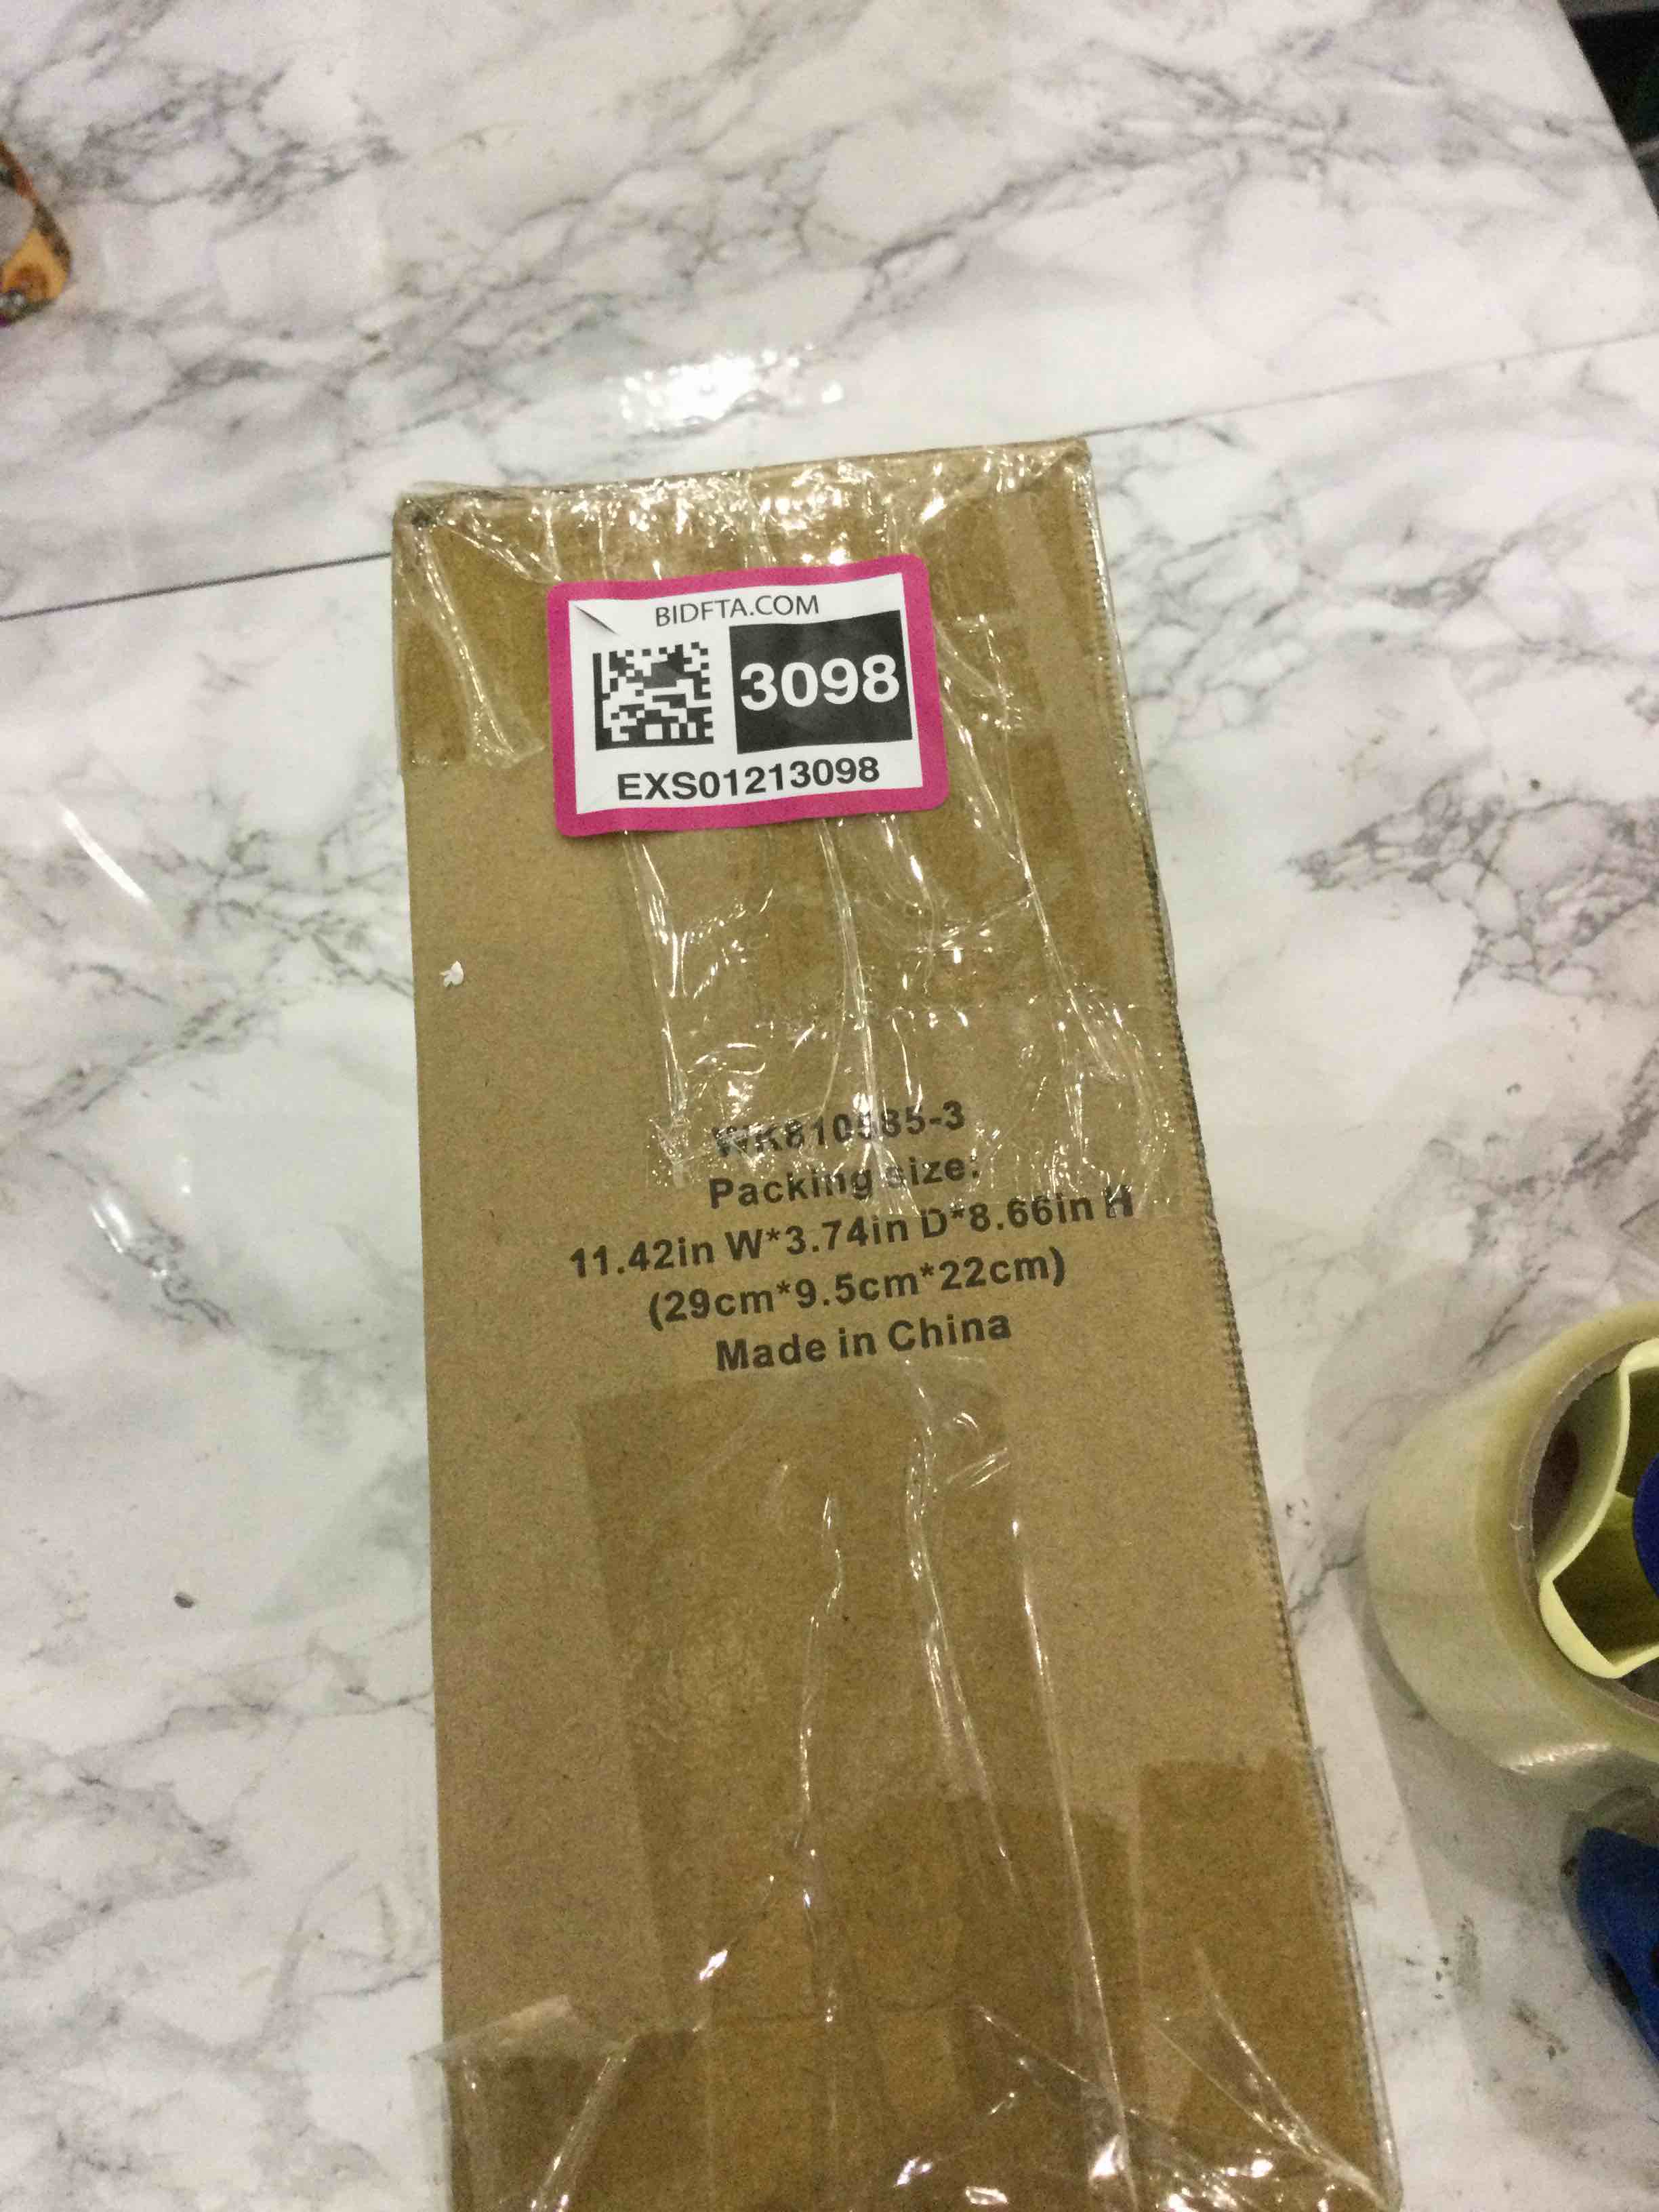 BIDFTA.COM
3098
EXS01213098
Packing size:
11.42in W*3.74in D*8.66in H
(29cm*9.5cm*22cm)
Made in China